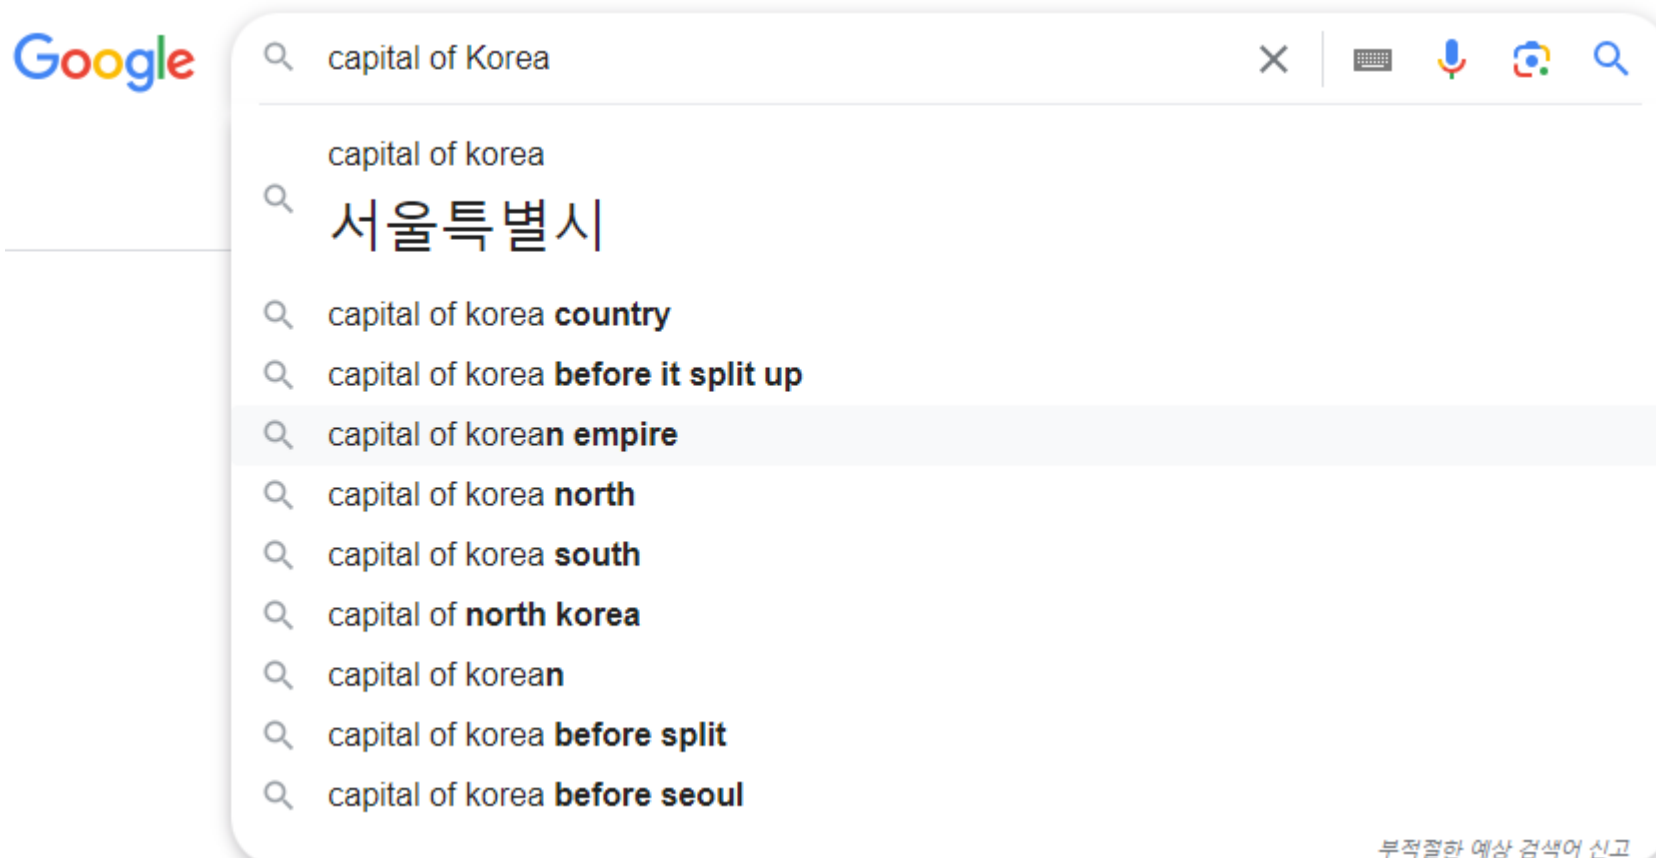 Google
capital of Korea
capital of korea
서울특별시
capital of korea country
capital of korea before it split up
capital of korean empire
capital of korea north
capital of korea south
capital of north korea
capital of korean
capital of korea before split
capital of korea before seoul
부적절한 예상 검색어 신고